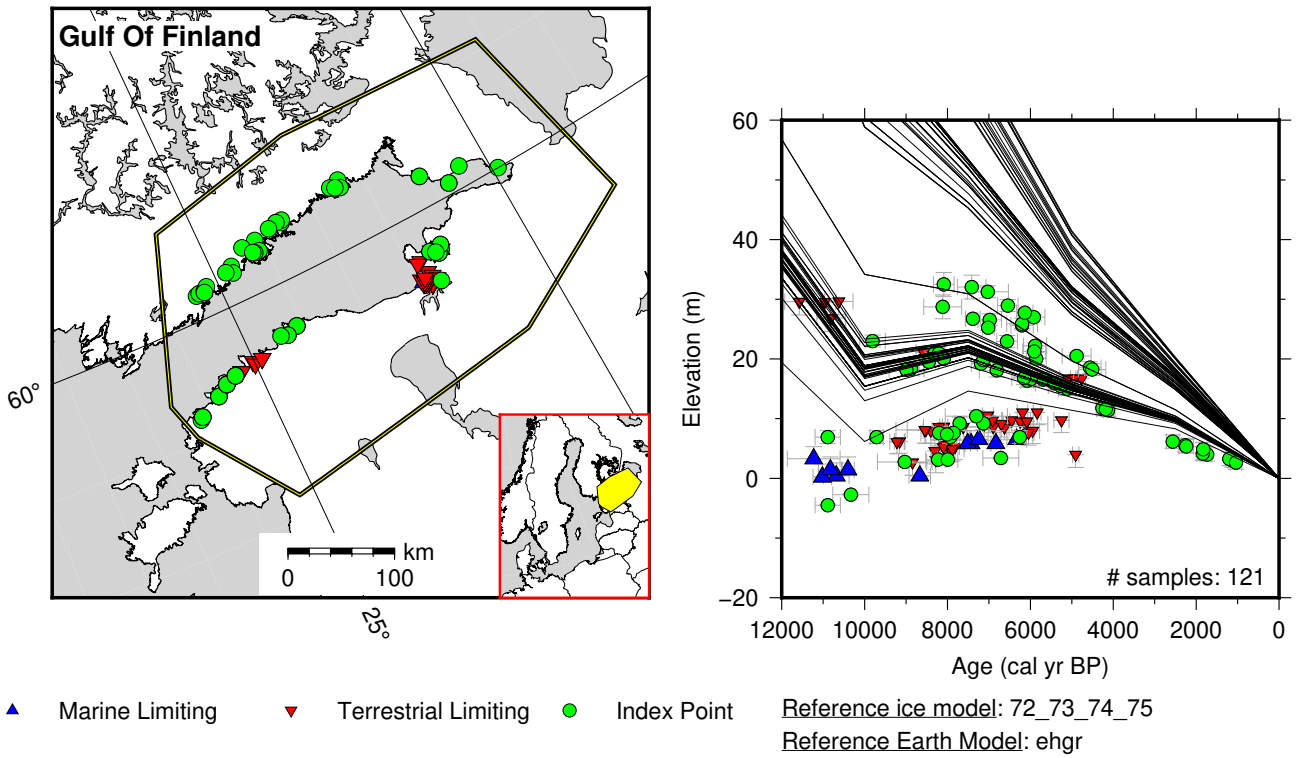 Gulf Of Finland
60°
25°
km
0 100
60
40
20
0
−20
Elevation (m)
# samples: 121
12000 10000 8000 6000 4000 2000 0
Age (cal yr BP)
Marine Limiting
Terrestrial Limiting
Index Point
Reference ice model: 72_73_74_75
Reference Earth Model: ehgr